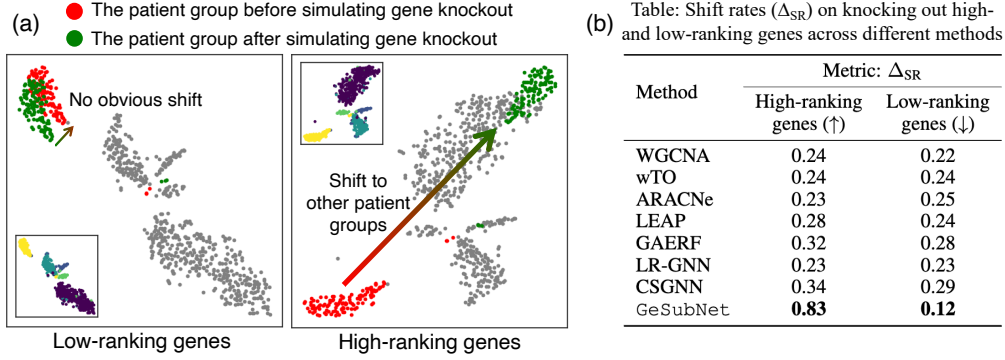 (a)
The patient group before simulating gene knockout
The patient group after simulating gene knockout
No obvious shift
Low-ranking genes
Shift to
other patient
groups
High-ranking genes
(b)
Table: Shift rates (Δ_SR) on knocking out high-
and low-ranking genes across different methods
Method
Metric: Δ_SR
High-ranking Low-ranking
genes (↑) genes (↓)
WGCNA 0.24 0.22
wTO 0.24 0.24
ARACNe 0.23 0.25
LEAP 0.28 0.24
GAERF 0.32 0.28
LR-GNN 0.23 0.23
CSGNN 0.34 0.29
GeSubNet 0.83 0.12